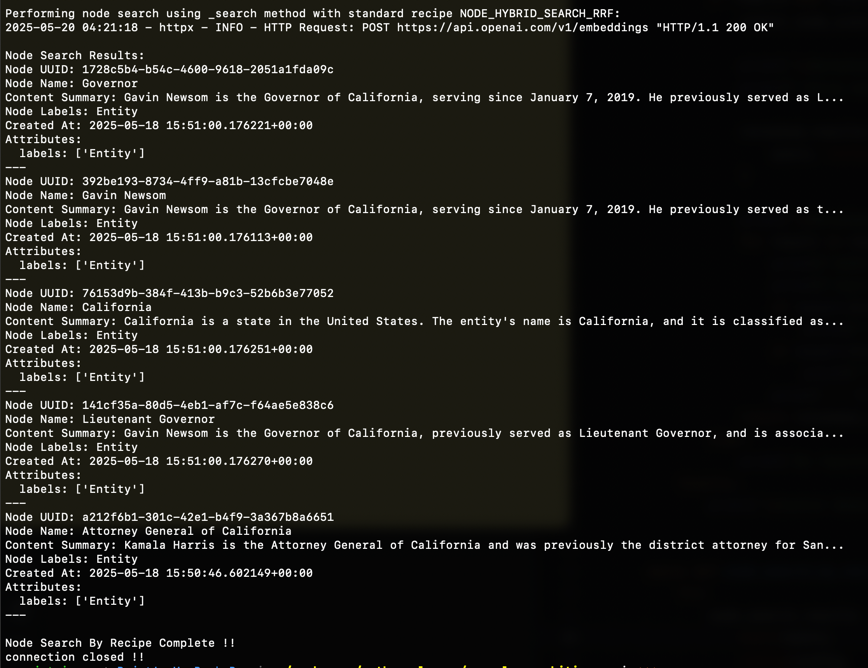 Performing node search using _search method with standard recipe NODE_HYBRID_SEARCH_RRF:
2025-05-20 04:21:18 - httpx - INFO - HTTP Request: POST https://api.openai.com/v1/embeddings "HTTP/1.1 200 OK"
Node Search Results:
Node UUID: 1728c5b4-b54c-4600-9618-2051a1fda09c
Node Name: Governor
Content Summary: Gavin Newsom is the Governor of California, serving since January 7, 2019. He previously served as L...
Node Labels: Entity
Created At: 2025-05-18 15:51:00.176221+00:00
Attributes:
  labels: ['Entity']
---
Node UUID: 392be193-8734-4ff9-a81b-13cfcbe7048e
Node Name: Gavin Newsom
Content Summary: Gavin Newsom is the Governor of California, serving since January 7, 2019. He previously served as t...
Node Labels: Entity
Created At: 2025-05-18 15:51:00.176113+00:00
Attributes:
  labels: ['Entity']
---
Node UUID: 76153d9b-384f-413b-b9c3-52b6b3e77052
Node Name: California
Content Summary: California is a state in the United States. The entity's name is California, and it is classified as...
Node Labels: Entity
Created At: 2025-05-18 15:51:00.176251+00:00
Attributes:
  labels: ['Entity']
---
Node UUID: 141cf35a-80d5-4eb1-af7c-f64ae5e838c6
Node Name: Lieutenant Governor
Content Summary: Gavin Newsom is the Governor of California, previously served as Lieutenant Governor, and is associa...
Node Labels: Entity
Created At: 2025-05-18 15:51:00.176270+00:00
Attributes:
  labels: ['Entity']
---
Node UUID: a212f6b1-301c-42e1-b4f9-3a367b8a6651
Node Name: Attorney General of California
Content Summary: Kamala Harris is the Attorney General of California and was previously the district attorney for San...
Node Labels: Entity
Created At: 2025-05-18 15:50:46.602149+00:00
Attributes:
  labels: ['Entity']
---
Node Search By Recipe Complete !!
connection closed !!